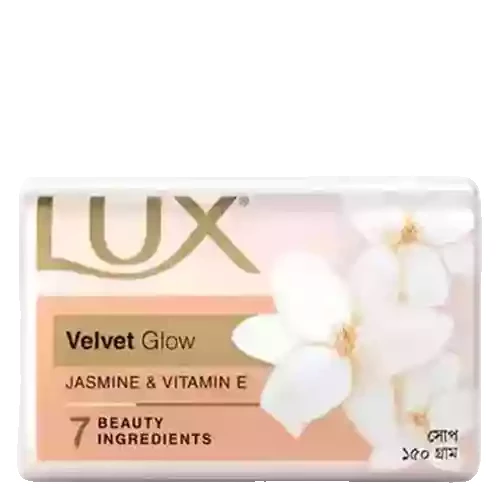 LUX®
Velvet Glow
JASMINE & VITAMIN E
7 BEAUTY
INGREDIENTS
সোপ
১৫০ গ্রাম